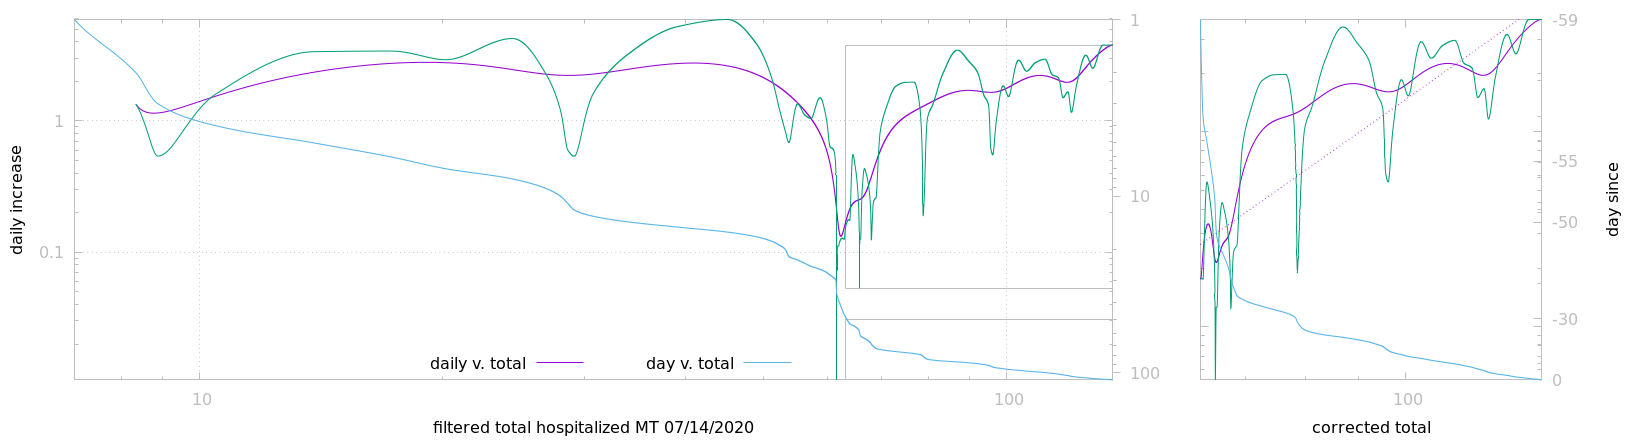 daily increase
1
0.1
10
100
filtered total hospitalized MT 07/14/2020
daily v. total
day v. total
1
10
100
100
corrected total
-59
-55
-50
-30
0
day since